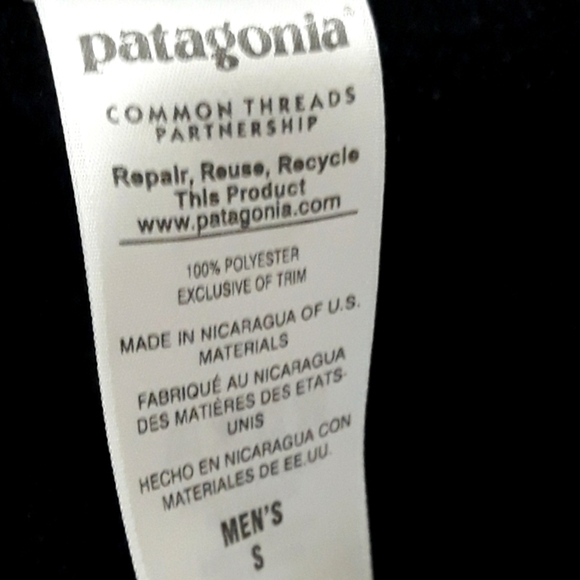 patagonia®
COMMON THREADS
PARTNERSHIP
Repair, Reuse, Recycle
This Product
www.patagonia.com
100% POLYESTER
EXCLUSIVE OF TRIM
MADE IN NICARAGUA OF U.S.
MATERIALS
FABRIQUÉ AU NICARAGUA
DES MATIÈRES DES ETATS-
UNIS
HECHO EN NICARAGUA CON
MATERIALES DE EE.UU.
MEN'S
S